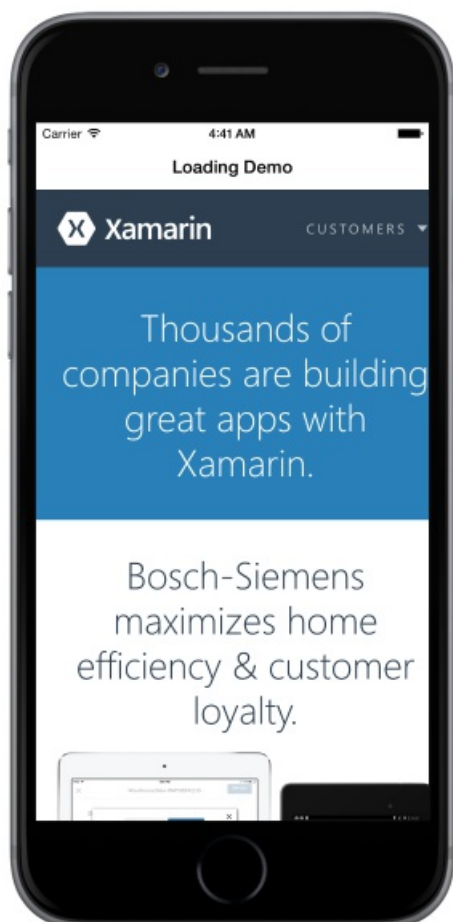 Carrier 4:41 AM
Loading Demo
Xamarin CUSTOMERS
Thousands of
companies are building
great apps with
Xamarin.
Bosch-Siemens
maximizes home
efficiency & customer
loyalty.